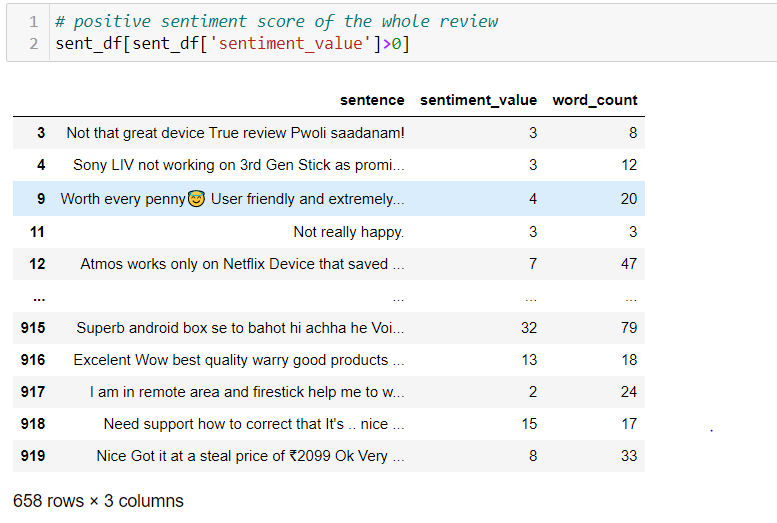 1 # positive sentiment score of the whole review
2 sent_df[sent_df['sentiment_value']>0]
sentence sentiment_value word_count
3 Not that great device True review Pwoli saadanam! 3 8
4 Sony LIV not working on 3rd Gen Stick as promi... 3 12
9 Worth every penny😇 User friendly and extremely... 4 20
11 Not really happy. 3 3
12 Atmos works only on Netflix Device that saved ... 7 47
... ... ... ...
915 Superb android box se to bahot hi achha he Voi... 32 79
916 Excelent Wow best quality warry good products ... 13 18
917 I am in remote area and firestick help me to w... 2 24
918 Need support how to correct that It's .. nice ... 15 17
919 Nice Got it at a steal price of ₹2099 Ok Very ... 8 33
658 rows × 3 columns